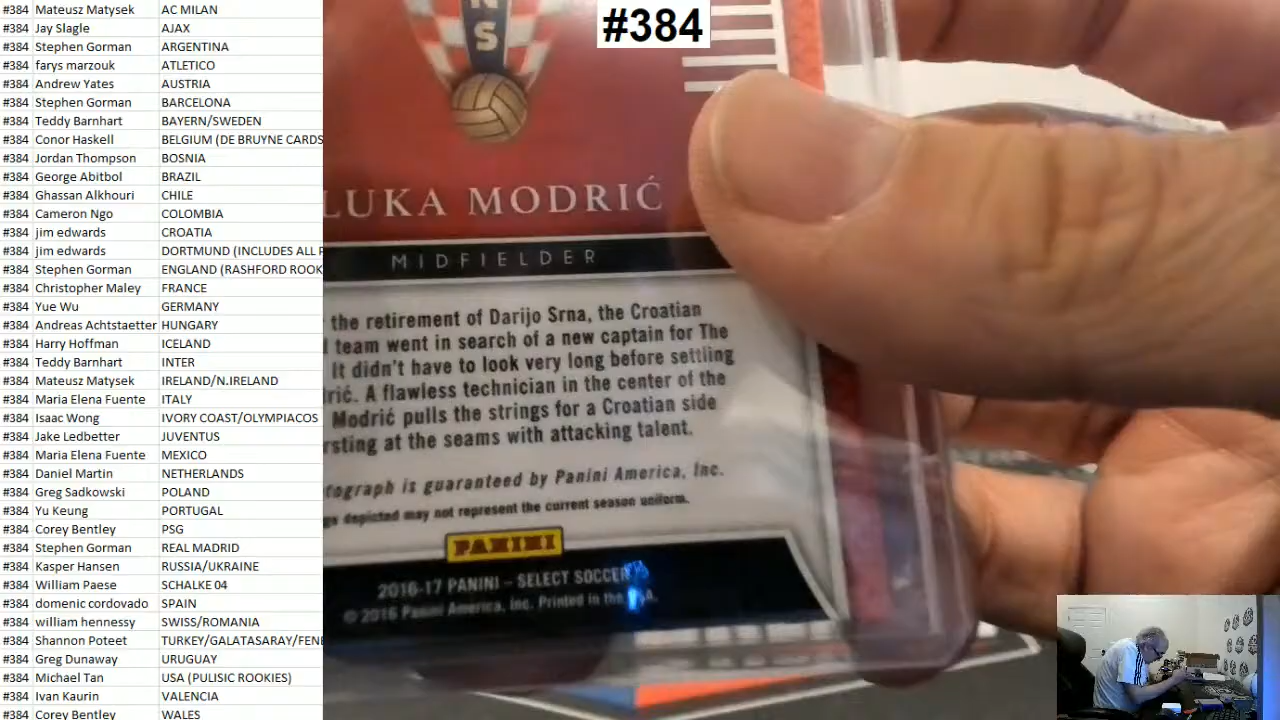 #384 Mateusz Matysek AC MILAN
#384 Jay Slagle AJAX
#384 Stephen Gorman ARGENTINA
#384 farys marzouk ATLETICO
#384 Andrew Yates AUSTRIA
#384 Stephen Gorman BARCELONA
#384 Teddy Barnhart BAYERN/SWEDEN
#384 Conor Haskell BELGIUM (DE BRUYNE CARDS
#384 Jordan Thompson BOSNIA
#384 George Abitbol BRAZIL
#384 Ghassan Alkhouri CHILE
#384 Cameron Ngo COLOMBIA
#384 jim edwards CROATIA
#384 jim edwards DORTMUND (INCLUDES ALL
#384 Stephen Gorman ENGLAND (RASHFORD ROOK
#384 Christopher Maley FRANCE
#384 Yue Wu GERMANY
#384 Andreas Achtstaetter HUNGARY
#384 Harry Hoffman ICELAND
#384 Teddy Barnhart INTER
#384 Mateusz Matysek IRELAND/N.IRELAND
#384 Maria Elena Fuente ITALY
#384 Isaac Wong IVORY COAST/OLYMPIACOS
#384 Jake Ledbetter JUVENTUS
#384 Maria Elena Fuente MEXICO
#384 Daniel Martin NETHERLANDS
#384 Greg Sadkowski POLAND
#384 Yu Keung PORTUGAL
#384 Corey Bentley PSG
#384 Stephen Gorman REAL MADRID
#384 Kasper Hansen RUSSIA/UKRAINE
#384 William Paese SCHALKE 04
#384 domenic cordovado SPAIN
#384 william hennessy SWISS/ROMANIA
#384 Shannon Poteet TURKEY/GALATASARAY/FENE
#384 Greg Dunaway URUGUAY
#384 Michael Tan USA (PULISIC ROOKIES)
#384 Ivan Kaurin VALENCIA
#384 Corey Bentley WALES
#384
NS
LUKA MODRIĆ
MIDFIELDER
the retirement of Darijo Srna, the Croatian
team went in search of a new captain for The
It didn't have to look very long before settling
rić. A flawless technician in the center of the
Modrić pulls the strings for a Croatian side
rsting at the seams with attacking talent.
tograph is guaranteed by Panini America, Inc.
depicted may not represent the current season uniform.
PANINI
2016-17 PANINI – SELECT SOCCER
© 2016 Panini America, Inc. Printed in the